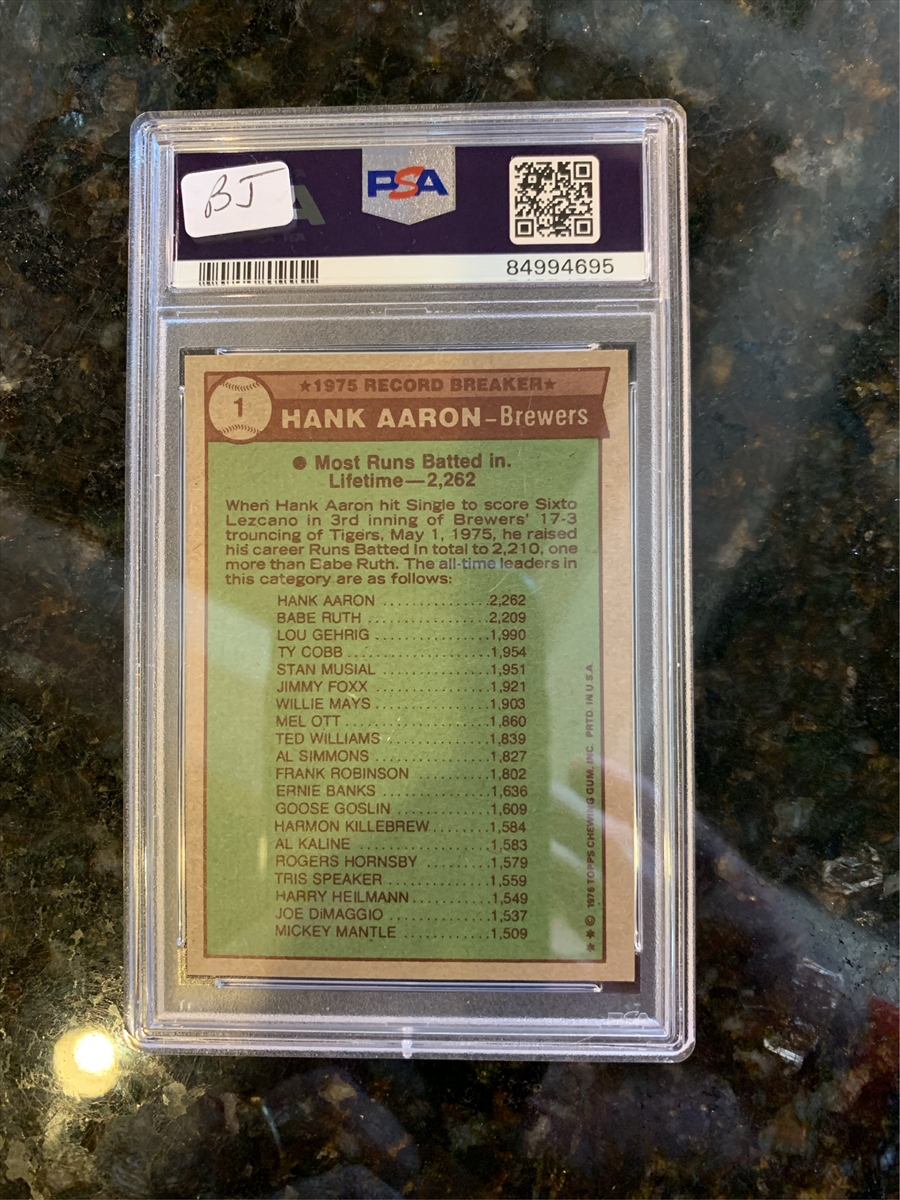 BJ
PSA
84994695
★1975 RECORD BREAKER★
1
HANK AARON–Brewers
● Most Runs Batted in.
Lifetime—2,262
When Hank Aaron hit Single to score Sixto
Lezcano in 3rd inning of Brewers' 17-3
trouncing of Tigers, May 1, 1975, he raised
his career Runs Batted In total to 2,210, one
more than Babe Ruth. The all-time leaders in
this category are as follows:
HANK AARON ............2,262
BABE RUTH ..............2,209
LOU GEHRIG .............1,990
TY COBB ................1,954
STAN MUSIAL ............1,951
JIMMY FOXX .............1,921
WILLIE MAYS ............1,903
MEL OTT ................1,860
TED WILLIAMS ...........1,839
AL SIMMONS .............1,827
FRANK ROBINSON .........1,802
ERNIE BANKS ............1,636
GOOSE GOSLIN ...........1,609
HARMON KILLEBREW.......1,584
AL KALINE ..............1,583
ROGERS HORNSBY .........1,579
TRIS SPEAKER ...........1,559
HARRY HEILMANN .........1,549
JOE DiMAGGIO ...........1,537
MICKEY MANTLE ..........1,509
★★© 1976 TOPPS CHEWING GUM, INC. PRTD. IN U.S.A.
PSA